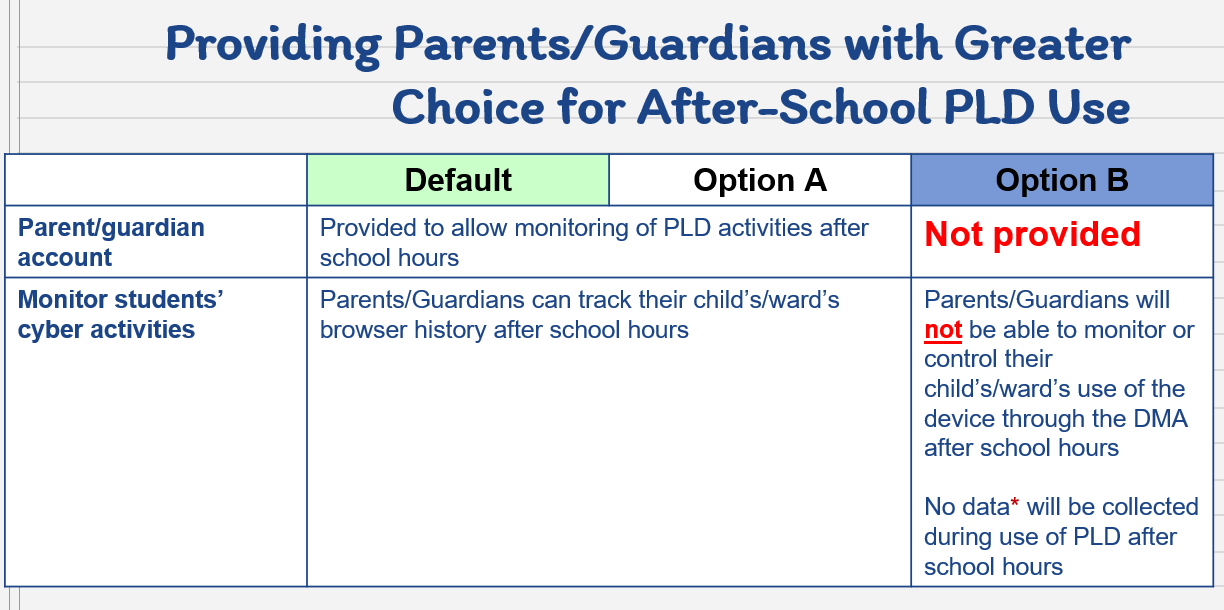 Providing Parents/Guardians with Greater
Choice for After-School PLD Use
Default
Option A
Option B
Parent/guardian
account
Provided to allow monitoring of PLD activities after
school hours
Not provided
Monitor students’
cyber activities
Parents/Guardians can track their child’s/ward’s
browser history after school hours
Parents/Guardians will
not be able to monitor or
control their
child’s/ward’s use of the
device through the DMA
after school hours
No data* will be collected
during use of PLD after
school hours